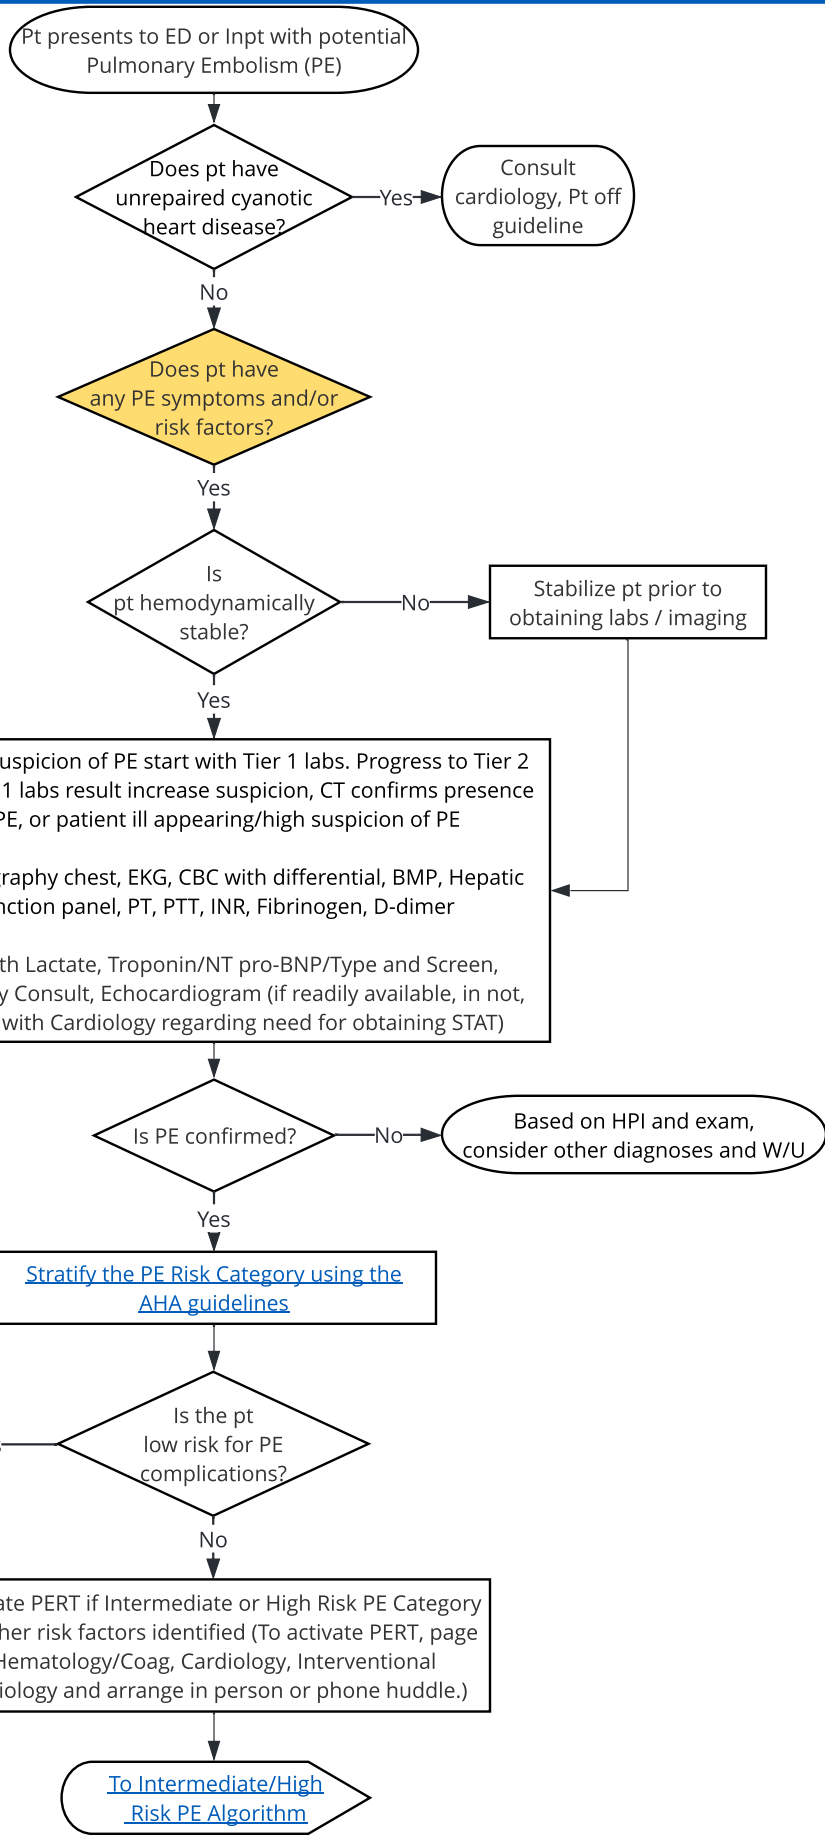 Pt presents to ED or Inpt with potential
Pulmonary Embolism (PE)
Does pt have
unrepaired cyanotic
heart disease?
Yes
Consult
cardiology, Pt off
guideline
No
Does pt have
any PE symptoms and/or
risk factors?
Yes
Is
pt hemodynamically
stable?
No
Stabilize pt prior to
obtaining labs / imaging
Yes
uspicion of PE start with Tier 1 labs. Progress to Tier 2
1 labs result increase suspicion, CT confirms presence
PE, or patient ill appearing/high suspicion of PE
raphy chest, EKG, CBC with differential, BMP, Hepatic
nction panel, PT, PTT, INR, Fibrinogen, D-dimer
th Lactate, Troponin/NT pro-BNP/Type and Screen,
y Consult, Echocardiogram (if readily available, in not,
with Cardiology regarding need for obtaining STAT)
Is PE confirmed?
No
Based on HPI and exam,
consider other diagnoses and W/U
Yes
Stratify the PE Risk Category using the
AHA guidelines
Is the pt
low risk for PE
complications?
No
ate PERT if Intermediate or High Risk PE Category
her risk factors identified (To activate PERT, page
Hematology/Coag, Cardiology, Interventional
iology and arrange in person or phone huddle.)
To Intermediate/High
Risk PE Algorithm